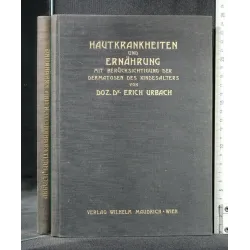 HAUTKRANKHEITEN
UND
ERNÄHRUNG
MIT BERÜCKSICHTIGUNG DER
DERMATOSEN DES KINDESALTERS
VON
DOZ. DR. ERICH URBACH
VERLAG WILHELM MAUDRICH - WIEN